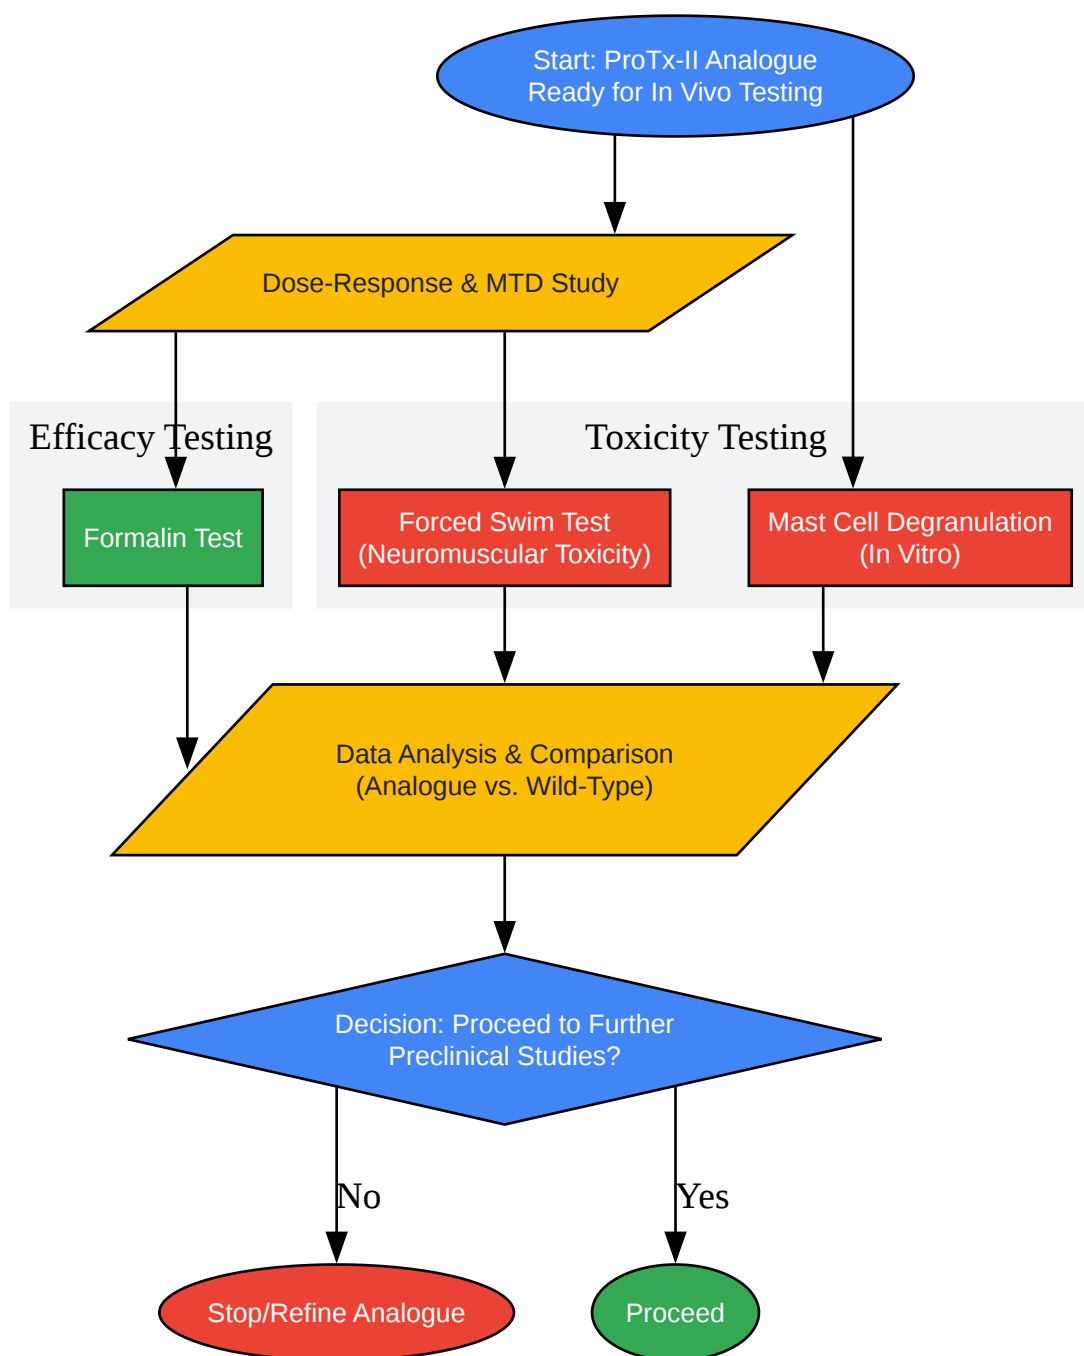 Start: ProTx-II Analogue
Ready for In Vivo Testing
Dose-Response & MTD Study
Efficacy Testing
Toxicity Testing
Formalin Test
Forced Swim Test
(Neuromuscular Toxicity)
Mast Cell Degranulation
(In Vitro)
Data Analysis & Comparison
(Analogue vs. Wild-Type)
Decision: Proceed to Further
Preclinical Studies?
No
Yes
Stop/Refine Analogue
Proceed